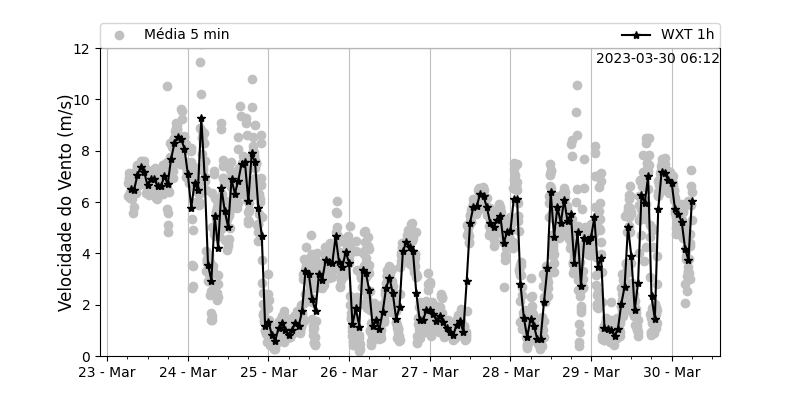 Média 5 min
WXT 1h
2023-03-30 06:12
Velocidade do Vento (m/s)
12
10
8
6
4
2
0
23 - Mar
24 - Mar
25 - Mar
26 - Mar
27 - Mar
28 - Mar
29 - Mar
30 - Mar